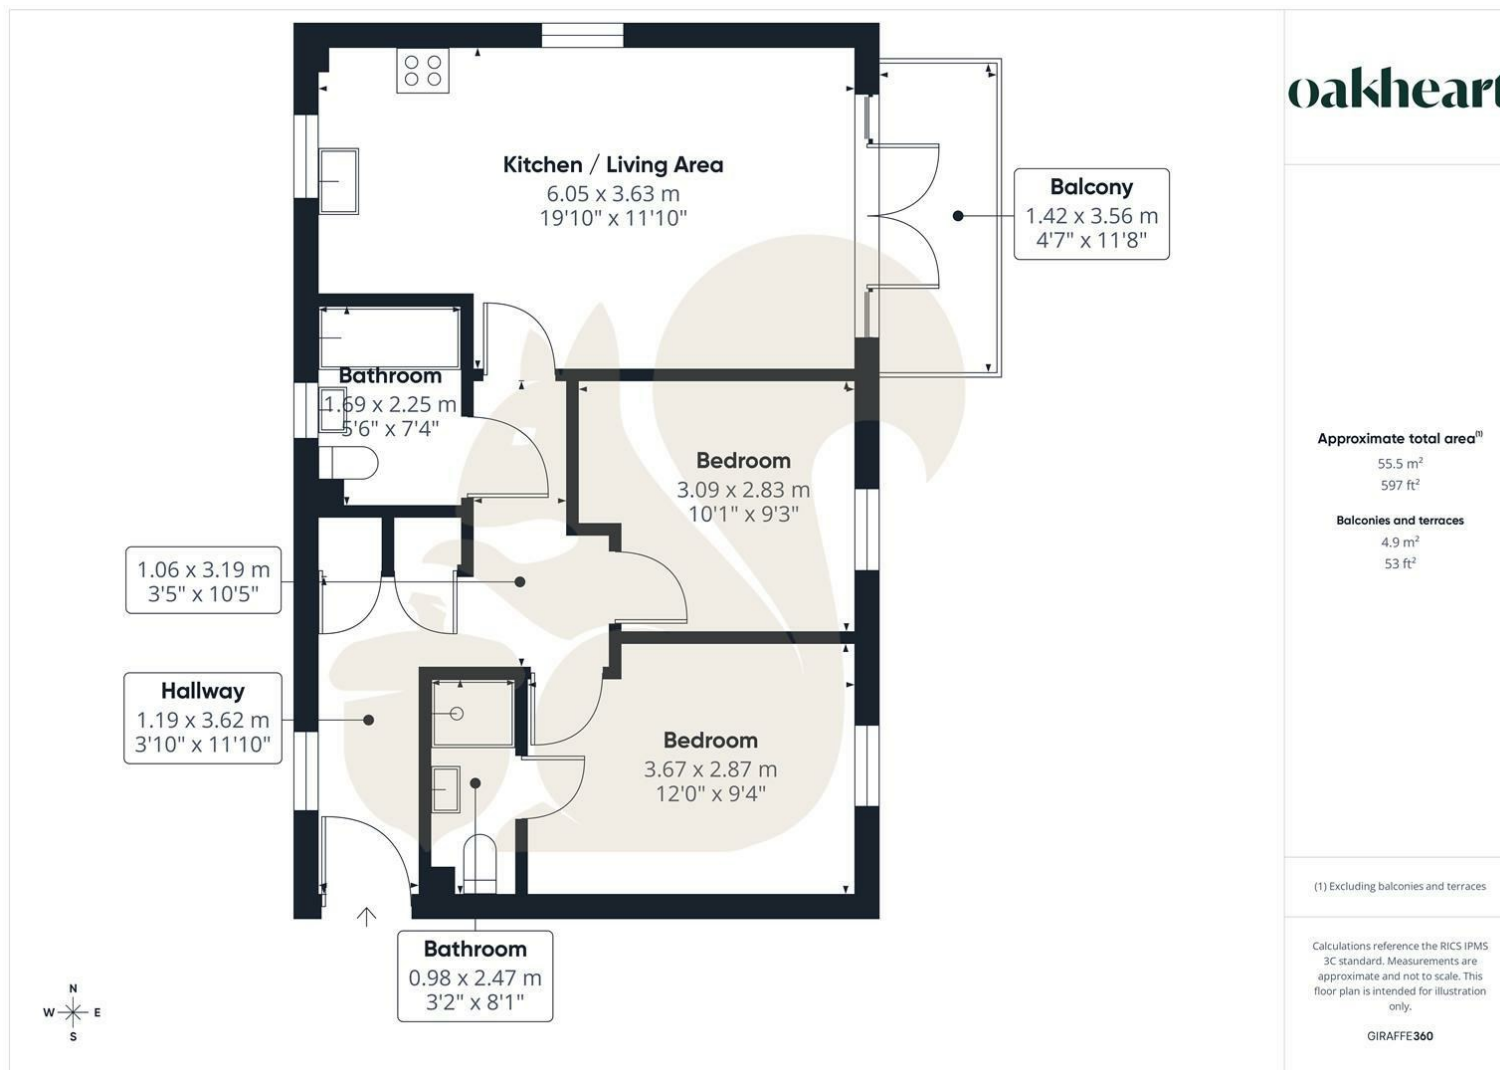 Kitchen / Living Area
6.05 x 3.63 m
19'10" x 11'10"
Balcony
1.42 x 3.56 m
4'7" x 11'8"
Bathroom
1.69 x 2.25 m
5'6" x 7'4"
Bedroom
3.09 x 2.83 m
10'1" x 9'3"
1.06 x 3.19 m
3'5" x 10'5"
Hallway
1.19 x 3.62 m
3'10" x 11'10"
Bedroom
3.67 x 2.87 m
12'0" x 9'4"
Bathroom
0.98 x 2.47 m
3'2" x 8'1"
N
W E
S
oakheart
Approximate total area(1)
55.5 m²
597 ft²
Balconies and terraces
4.9 m²
53 ft²
(1) Excluding balconies and terraces
Calculations reference the RICS IPMS
3C standard. Measurements are
approximate and not to scale. This
floor plan is intended for illustration
only.
GIRAFFE360